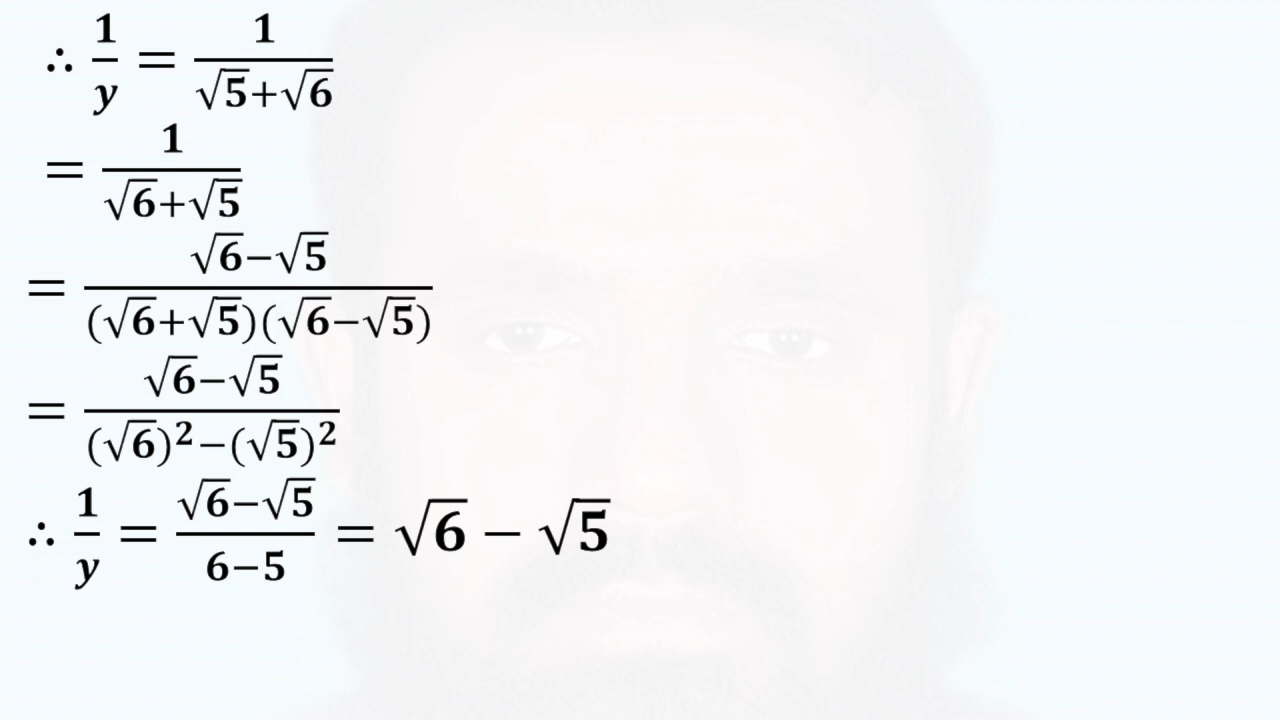 ∴ 1/y = 1/(√5+√6)
= 1/(√6+√5)
= (√6−√5)/((√6+√5)(√6−√5))
= (√6−√5)/((√6)²−(√5)²)
∴ 1/y = (√6−√5)/(6−5) = √6 − √5